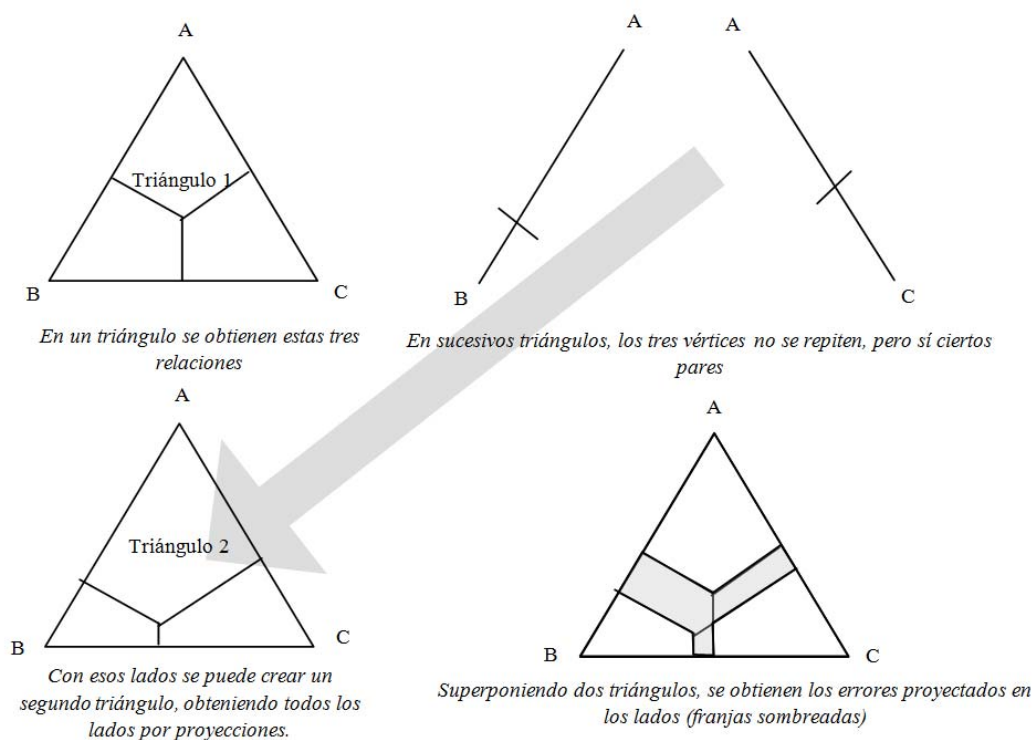 A
Triángulo 1
B
C
En un triángulo se obtienen estas tres
relaciones
A
A
B
C
En sucesivos triángulos, los tres vértices no se repiten, pero sí ciertos
pares
A
Triángulo 2
B
C
Con esos lados se puede crear un
segundo triángulo, obteniendo todos los
lados por proyecciones.
A
B
C
Superponiendo dos triángulos, se obtienen los errores proyectados en
los lados (franjas sombreadas)